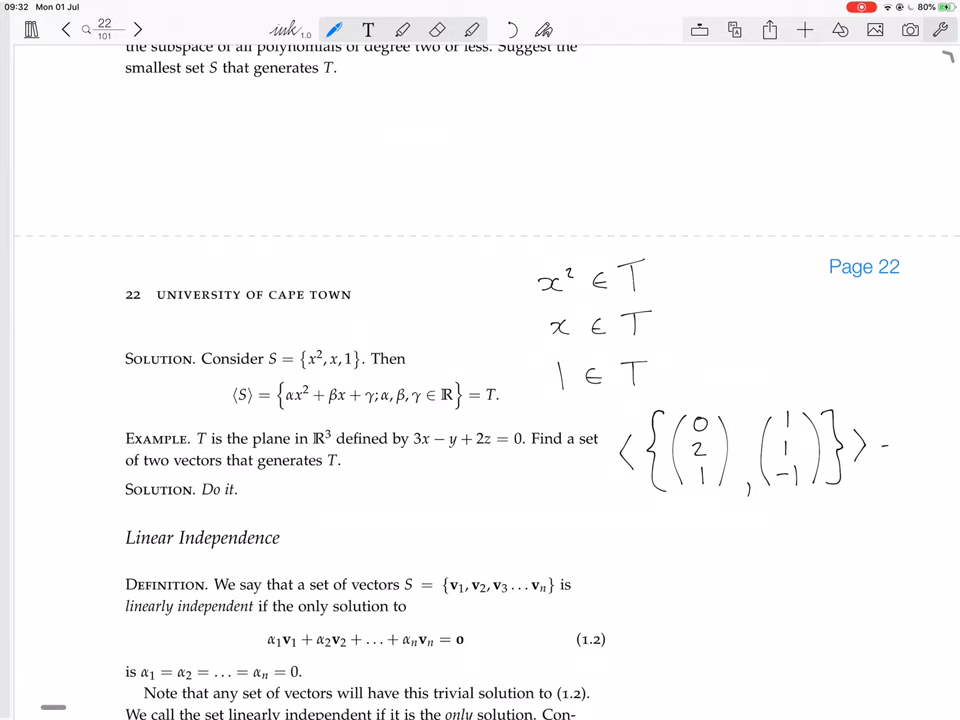 09:32 Mon 01 Jul
80%
22
101
ink 1.0
T
the subspace of all polynomials of degree two or less. Suggest the
smallest set S that generates T.
Page 22
22 UNIVERSITY OF CAPE TOWN
x² ∈ T
x ∈ T
1 ∈ T
SOLUTION. Consider S = {x², x, 1}. Then
⟨S⟩ = {αx² + βx + γ; α, β, γ ∈ ℝ} = T.
EXAMPLE. T is the plane in ℝ³ defined by 3x − y + 2z = 0. Find a set
of two vectors that generates T.
⟨{(0 2 1), (1 1 -1)}⟩ -
SOLUTION. Do it.
Linear Independence
DEFINITION. We say that a set of vectors S = {v₁, v₂, v₃ . . . vₙ} is
linearly independent if the only solution to
α₁v₁ + α₂v₂ + . . . + αₙvₙ = 0 (1.2)
is α₁ = α₂ = . . . = αₙ = 0.
Note that any set of vectors will have this trivial solution to (1.2).
We call the set linearly independent if it is the only solution. Con-